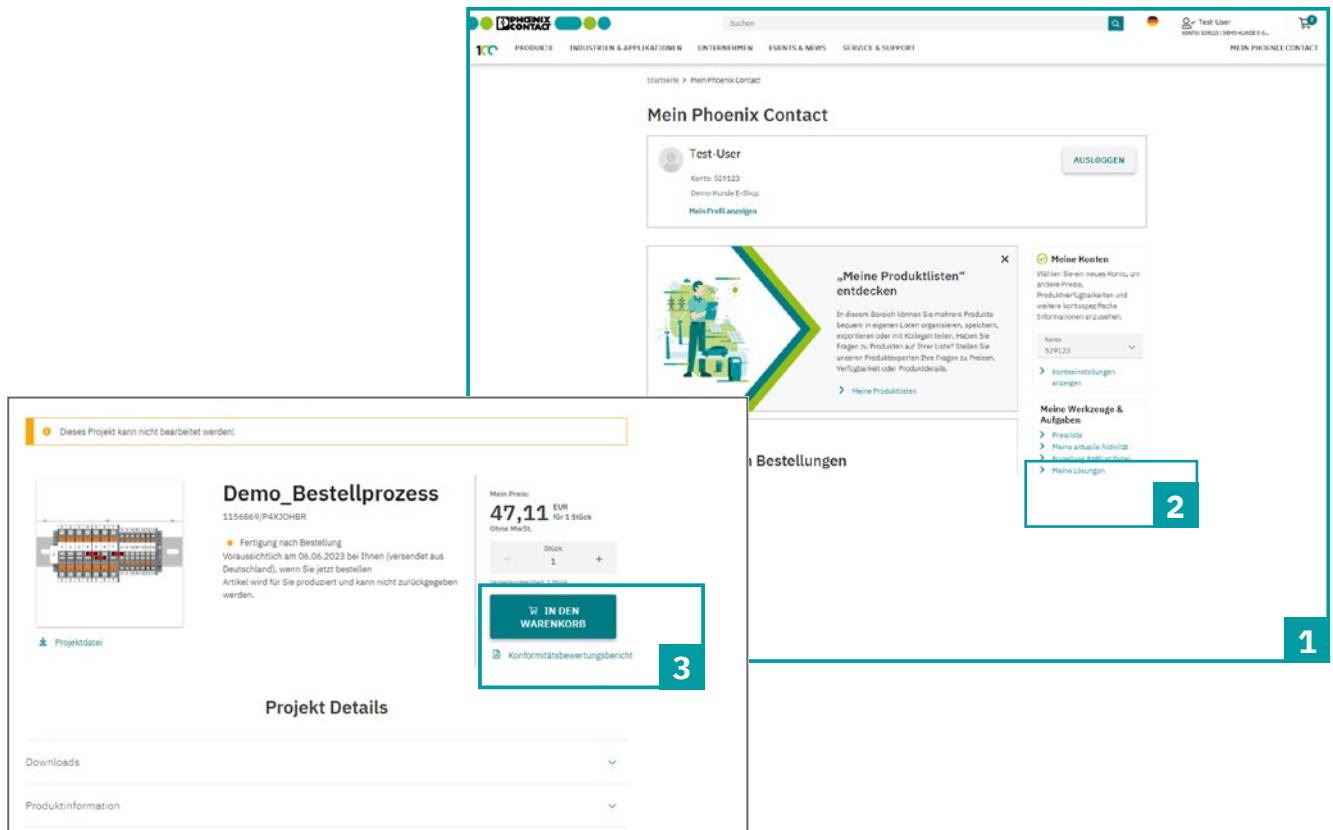 PHOENIX
CONTACT
Suchen
Test User
0
100
PRODUKTE
INDUSTRIEN & APPLIKATIONEN
UNTERNEHMEN
EVENTS & NEWS
SERVICE & SUPPORT
MEIN PHOENIX CONTACT
Startseite > Mein Phoenix Contact
Mein Phoenix Contact
Test-User
AUSLOGGEN
Konto: 529123
Demo-Kunde E-Shop
Mein Profil anzeigen
„Meine Produktlisten“
entdecken
In diesem Bereich können Sie mehrere Produkte
bequem in eigenen Listen organisieren, speichern,
exportieren oder mit Kollegen teilen. Haben Sie
Fragen zu Produkten auf Ihrer Liste? Stellen Sie
unseren Produktexperten Ihre Fragen zu Preisen,
Verfügbarkeit oder Produktdetails.
Meine Produktlisten
Meine Konten
Wählen Sie ein neues Konto, um
andere Preise,
Produktverfügbarkeiten und
weitere kontospezifische
Informationen anzusehen.
Konto
529123
Kontoeinstellungen
anzeigen
Meine Werkzeuge &
Aufgaben
Preisliste
Meine aktuelle Aktivität
Meine Lösungen
Bestellungen
2
1
Dieses Projekt kann nicht bearbeitet werden:
Demo_Bestellprozess
1156869/P4XJOHBR
Fertigung nach Bestellung
Voraussichtlich am 06.06.2023 bei Ihnen (versendet aus
Deutschland), wenn Sie jetzt bestellen
Artikel wird für Sie produziert und kann nicht zurückgegeben
werden.
Projektdatei
Mein Preis:
47,11 EUR
für 1 Stück
Ohne MwSt.
Stück
− 1 +
IN DEN
WARENKORB
Konformitätsbewertungsbericht
3
Projekt Details
Downloads
Produktinformation